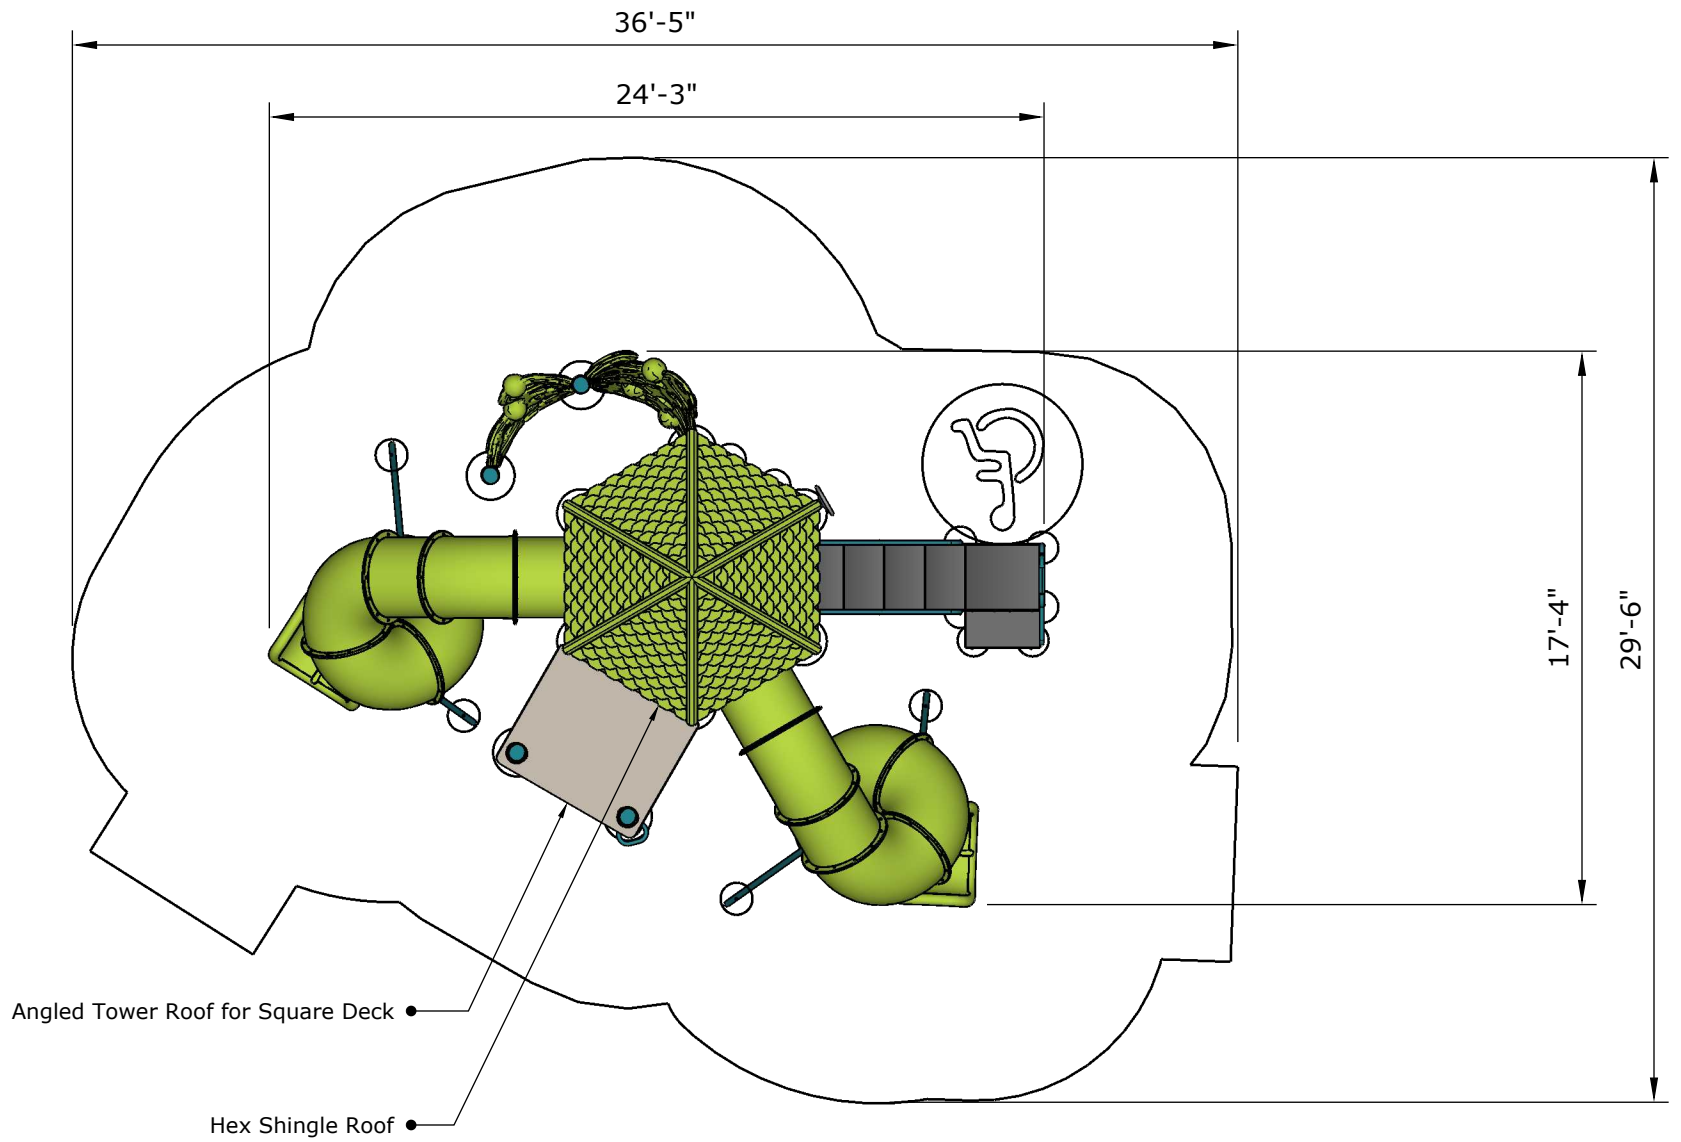 36'-5"
24'-3"
17'-4"
29'-6"
Angled Tower Roof for Square Deck
Hex Shingle Roof